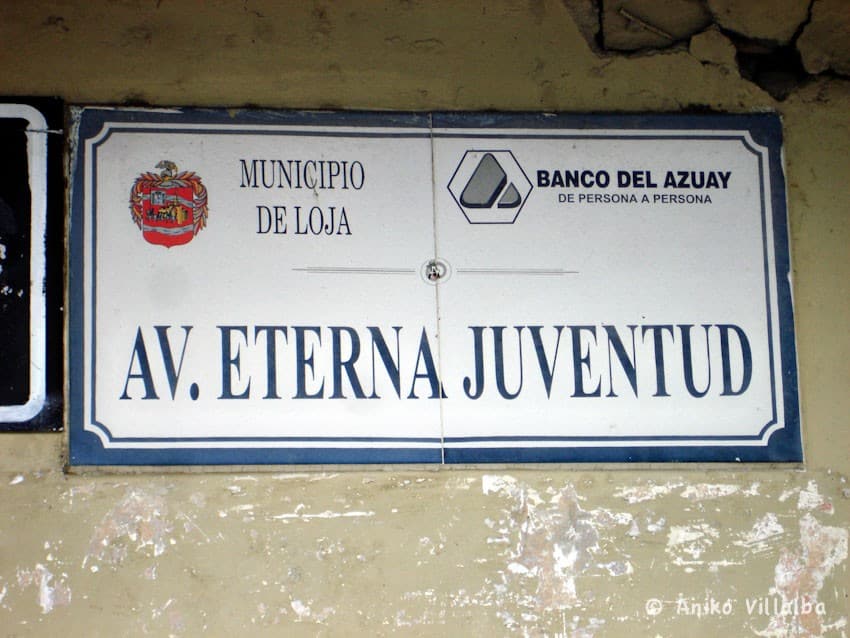 MUNICIPIO
DE LOJA
BANCO DEL AZUAY
DE PERSONA A PERSONA
AV. ETERNA JUVENTUD
© Aniko Villalba